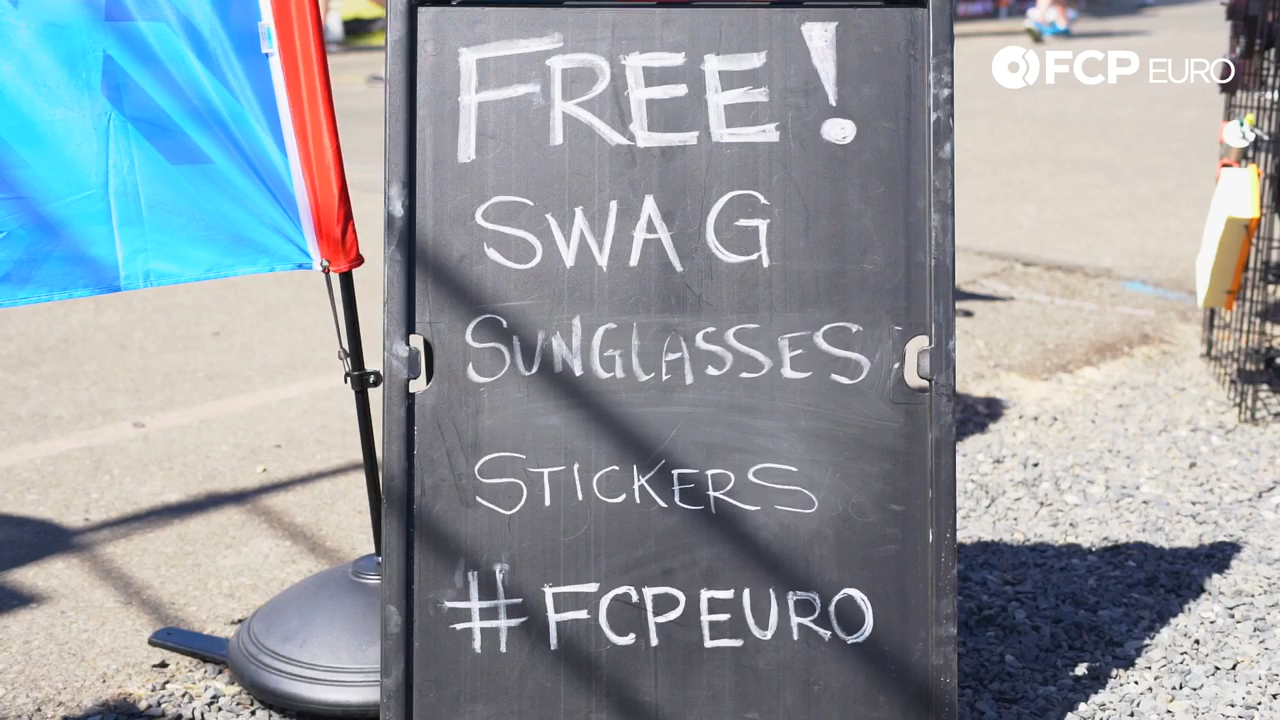 FREE!
FCP EURO
SWAG
SUNGLASSES
STICKERS
#FCPEURO